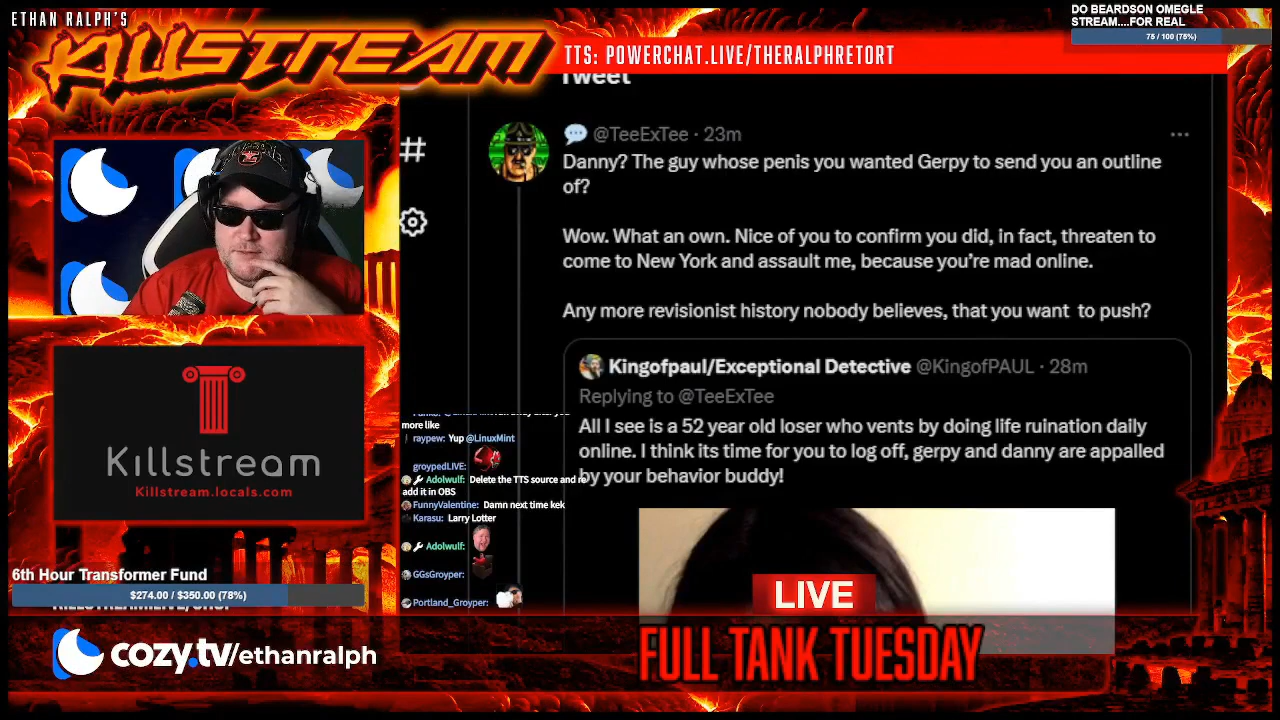 ETHAN RALPH'S
KILLSTREAM
TTS: POWERCHAT.LIVE/THERALPHRETORT
DO BEARDSON OMEGLE
STREAM....FOR REAL
75 / 100 (75%)
Tweet
#
💬 @TeeExTee · 23m
Danny? The guy whose penis you wanted Gerpy to send you an outline
of?
Wow. What an own. Nice of you to confirm you did, in fact, threaten to
come to New York and assault me, because you're mad online.
Any more revisionist history nobody believes, that you want to push?
Kingofpaul/Exceptional Detective @KingofPAUL · 28m
Replying to @TeeExTee
All I see is a 52 year old loser who vents by doing life ruination daily
online. I think its time for you to log off, gerpy and danny are appalled
by your behavior buddy!
more like
raypew: Yup @LinuxMint
groypedLIVE:
Adolwulf: Delete the TTS source and re
add it in OBS
FunnyValentine: Damn next time kek
Karasu: Larry Lotter
Adolwulf:
GGsGroyper:
Portland_Groyper:
Killstream
Killstream.locals.com
6th Hour Transformer Fund
$274.00 / $350.00 (78%)
cozy.tv/ethanralph
LIVE
FULL TANK TUESDAY